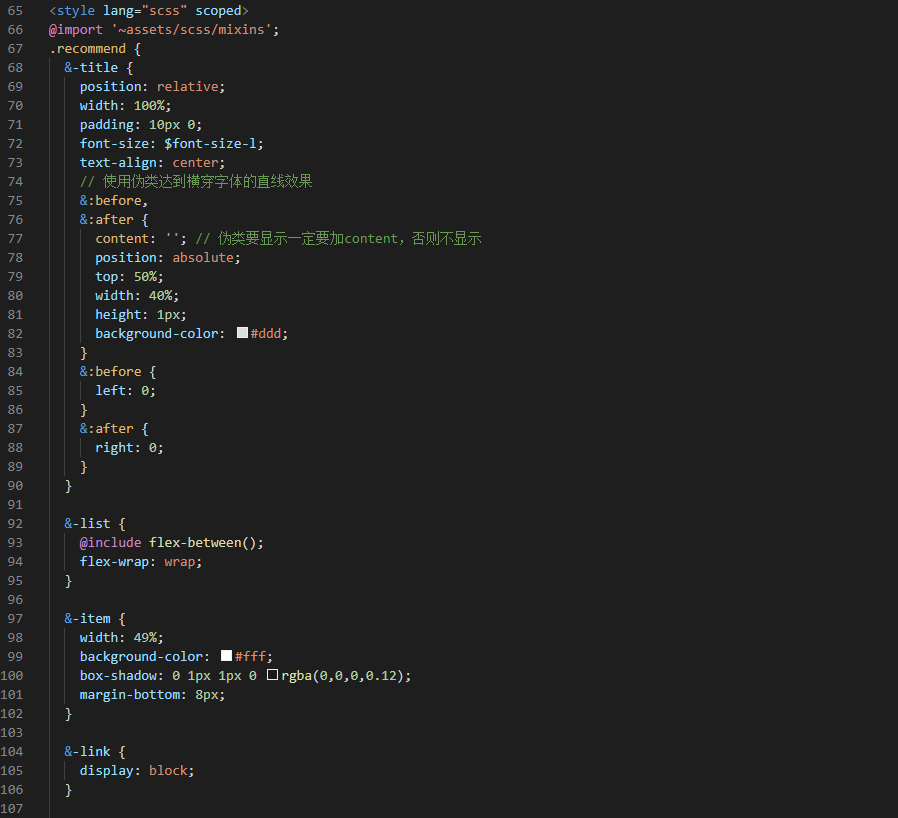 65 <style lang="scss" scoped>
66 @import '~assets/scss/mixins';
67 .recommend {
68 &-title {
69 position: relative;
70 width: 100%;
71 padding: 10px 0;
72 font-size: $font-size-l;
73 text-align: center;
74 // 使用伪类达到横穿字体的直线效果
75 &:before,
76 &:after {
77 content: ''; // 伪类要显示一定要加content，否则不显示
78 position: absolute;
79 top: 50%;
80 width: 40%;
81 height: 1px;
82 background-color: #ddd;
83 }
84 &:before {
85 left: 0;
86 }
87 &:after {
88 right: 0;
89 }
90 }
91
92 &-list {
93 @include flex-between();
94 flex-wrap: wrap;
95 }
96
97 &-item {
98 width: 49%;
99 background-color: #fff;
100 box-shadow: 0 1px 1px 0 rgba(0,0,0,0.12);
101 margin-bottom: 8px;
102 }
103
104 &-link {
105 display: block;
106 }
107